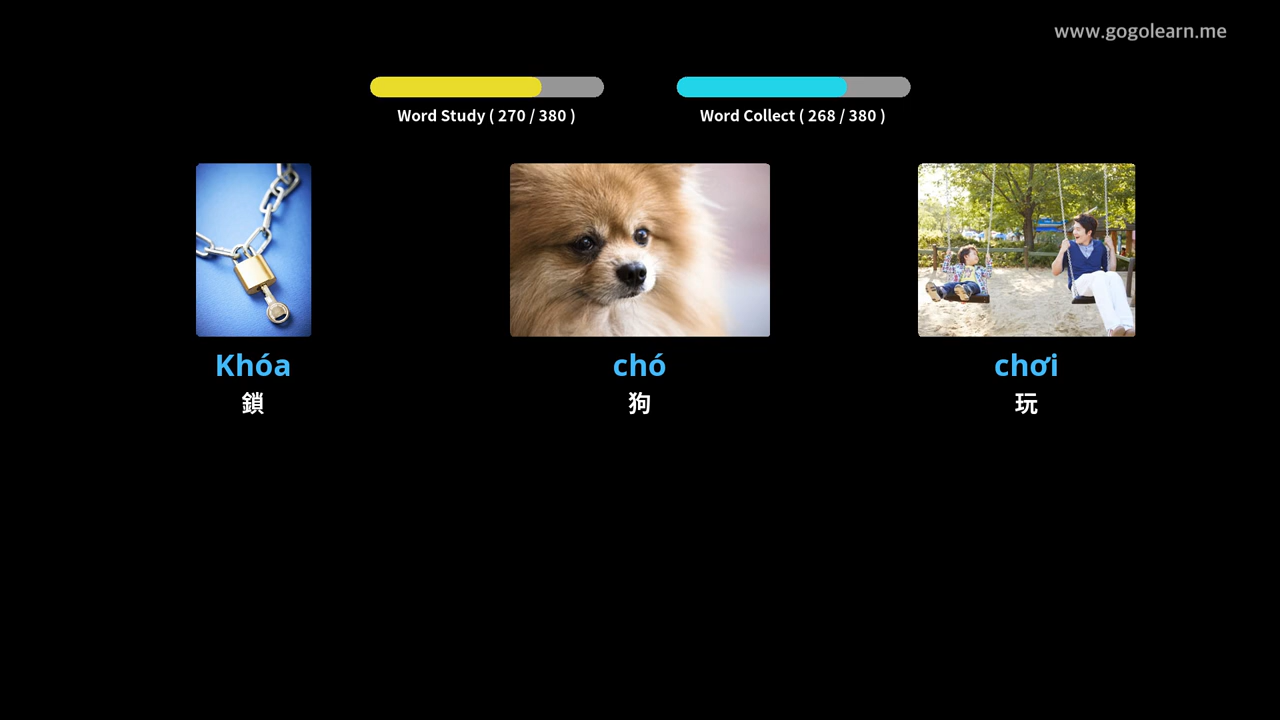 www.gogolearn.me
Word Study ( 270 / 380 )
Word Collect ( 268 / 380 )
Khóa
chó
chơi
鎖
狗
玩